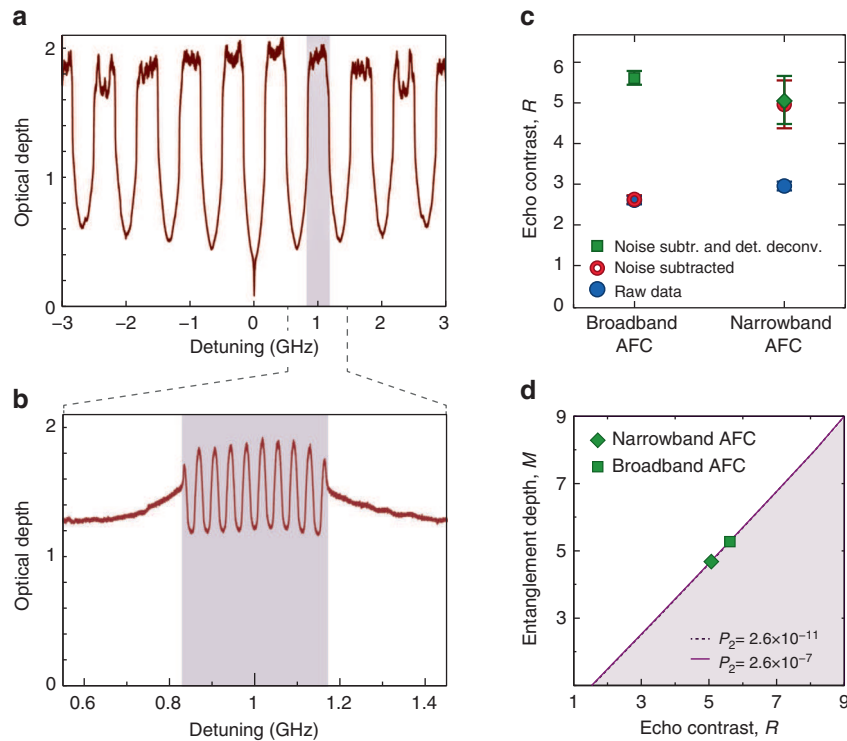 a
2
1
0
Optical depth
−3 −2 −1 0 1 2 3
Detuning (GHz)
b
2
1
0
Optical depth
0.6 0.8 1 1.2 1.4
Detuning (GHz)
c
6
5
4
3
2
1
0
Echo contrast, R
Noise subtr. and det. deconv.
Noise subtracted
Raw data
Broadband
AFC
Narrowband
AFC
d
9
7
5
3
Entanglement depth, M
Narrowband AFC
Broadband AFC
P₂= 2.6×10⁻¹¹
P₂= 2.6×10⁻⁷
1 3 5 7 9
Echo contrast, R